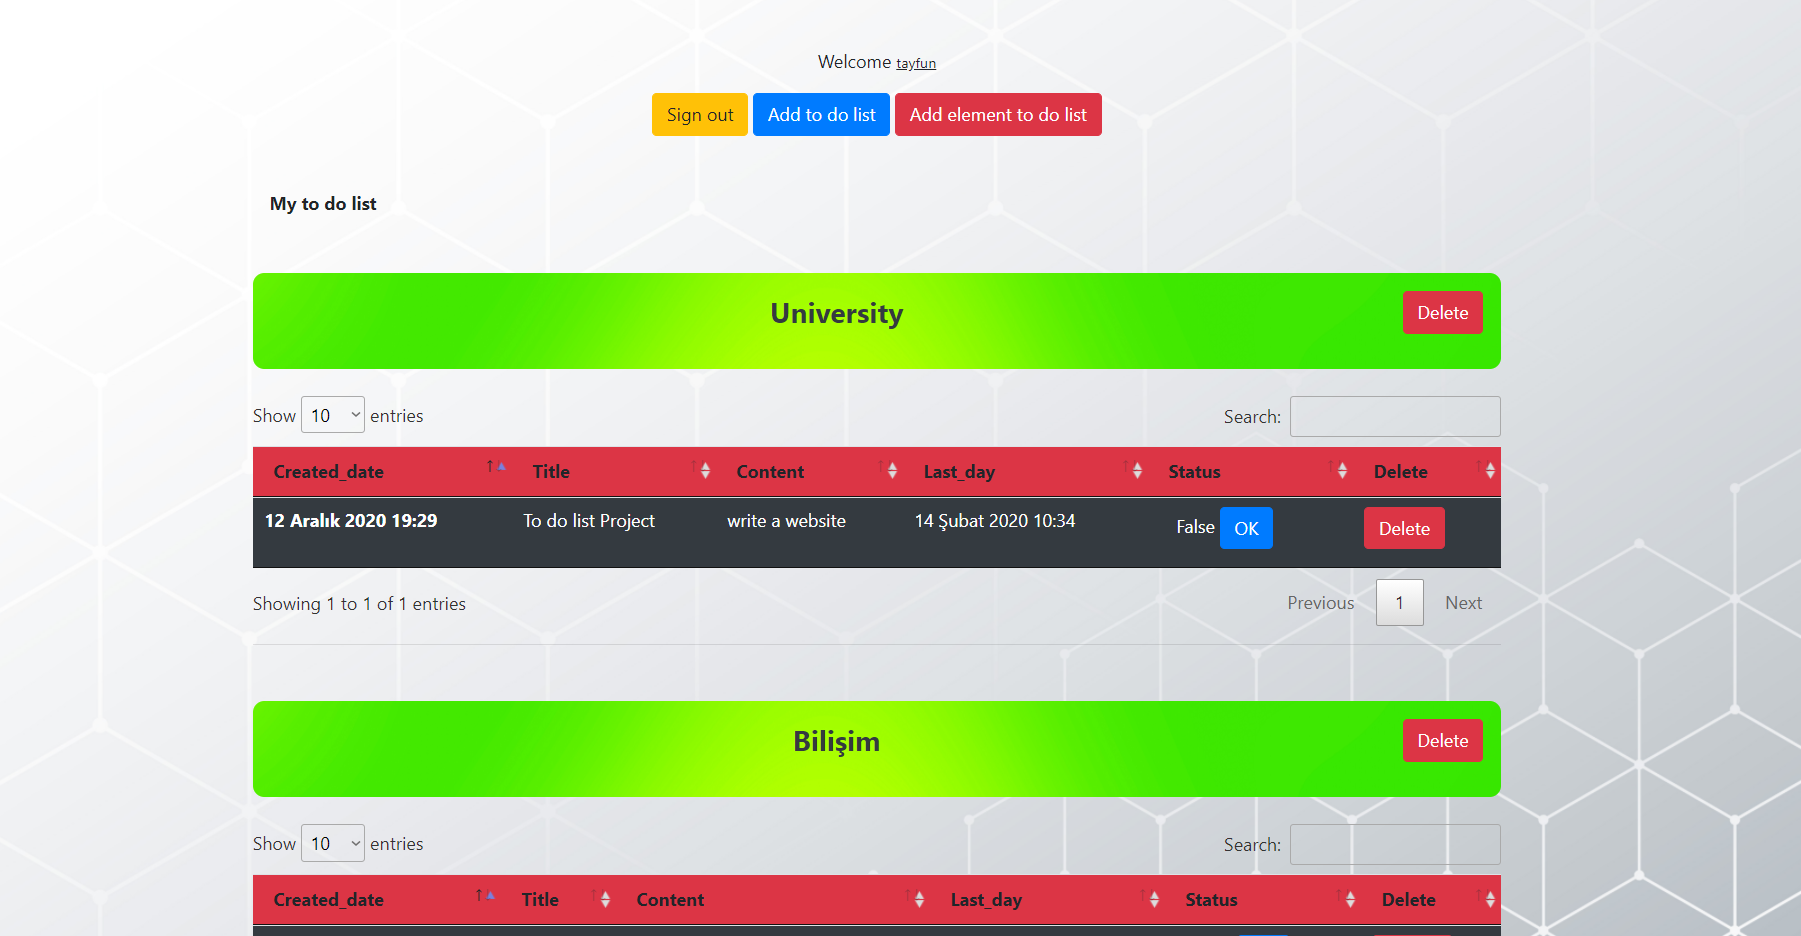 Welcome tayfun
Sign out Add to do list Add element to do list
My to do list
University Delete
Show 10 entries Search:
Created_date Title Content Last_day Status Delete
12 Aralık 2020 19:29 To do list Project write a website 14 Şubat 2020 10:34 False OK Delete
Showing 1 to 1 of 1 entries Previous 1 Next
Bilişim Delete
Show 10 entries Search:
Created_date Title Content Last_day Status Delete